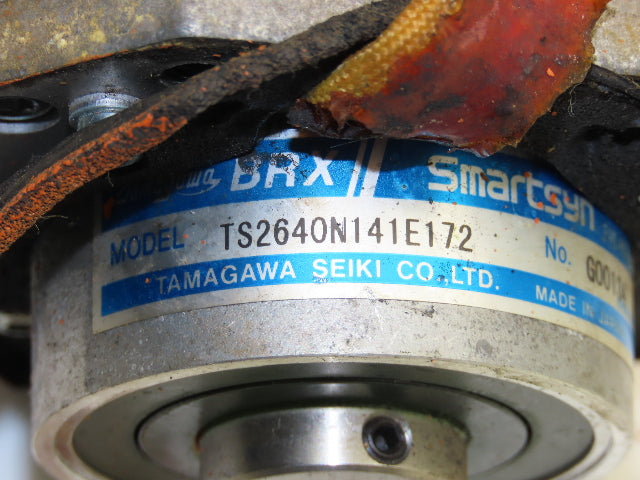 BRX Smartsyn
MODEL TS2640N141E172 No.
TAMAGAWA SEIKI CO.,LTD. MADE IN